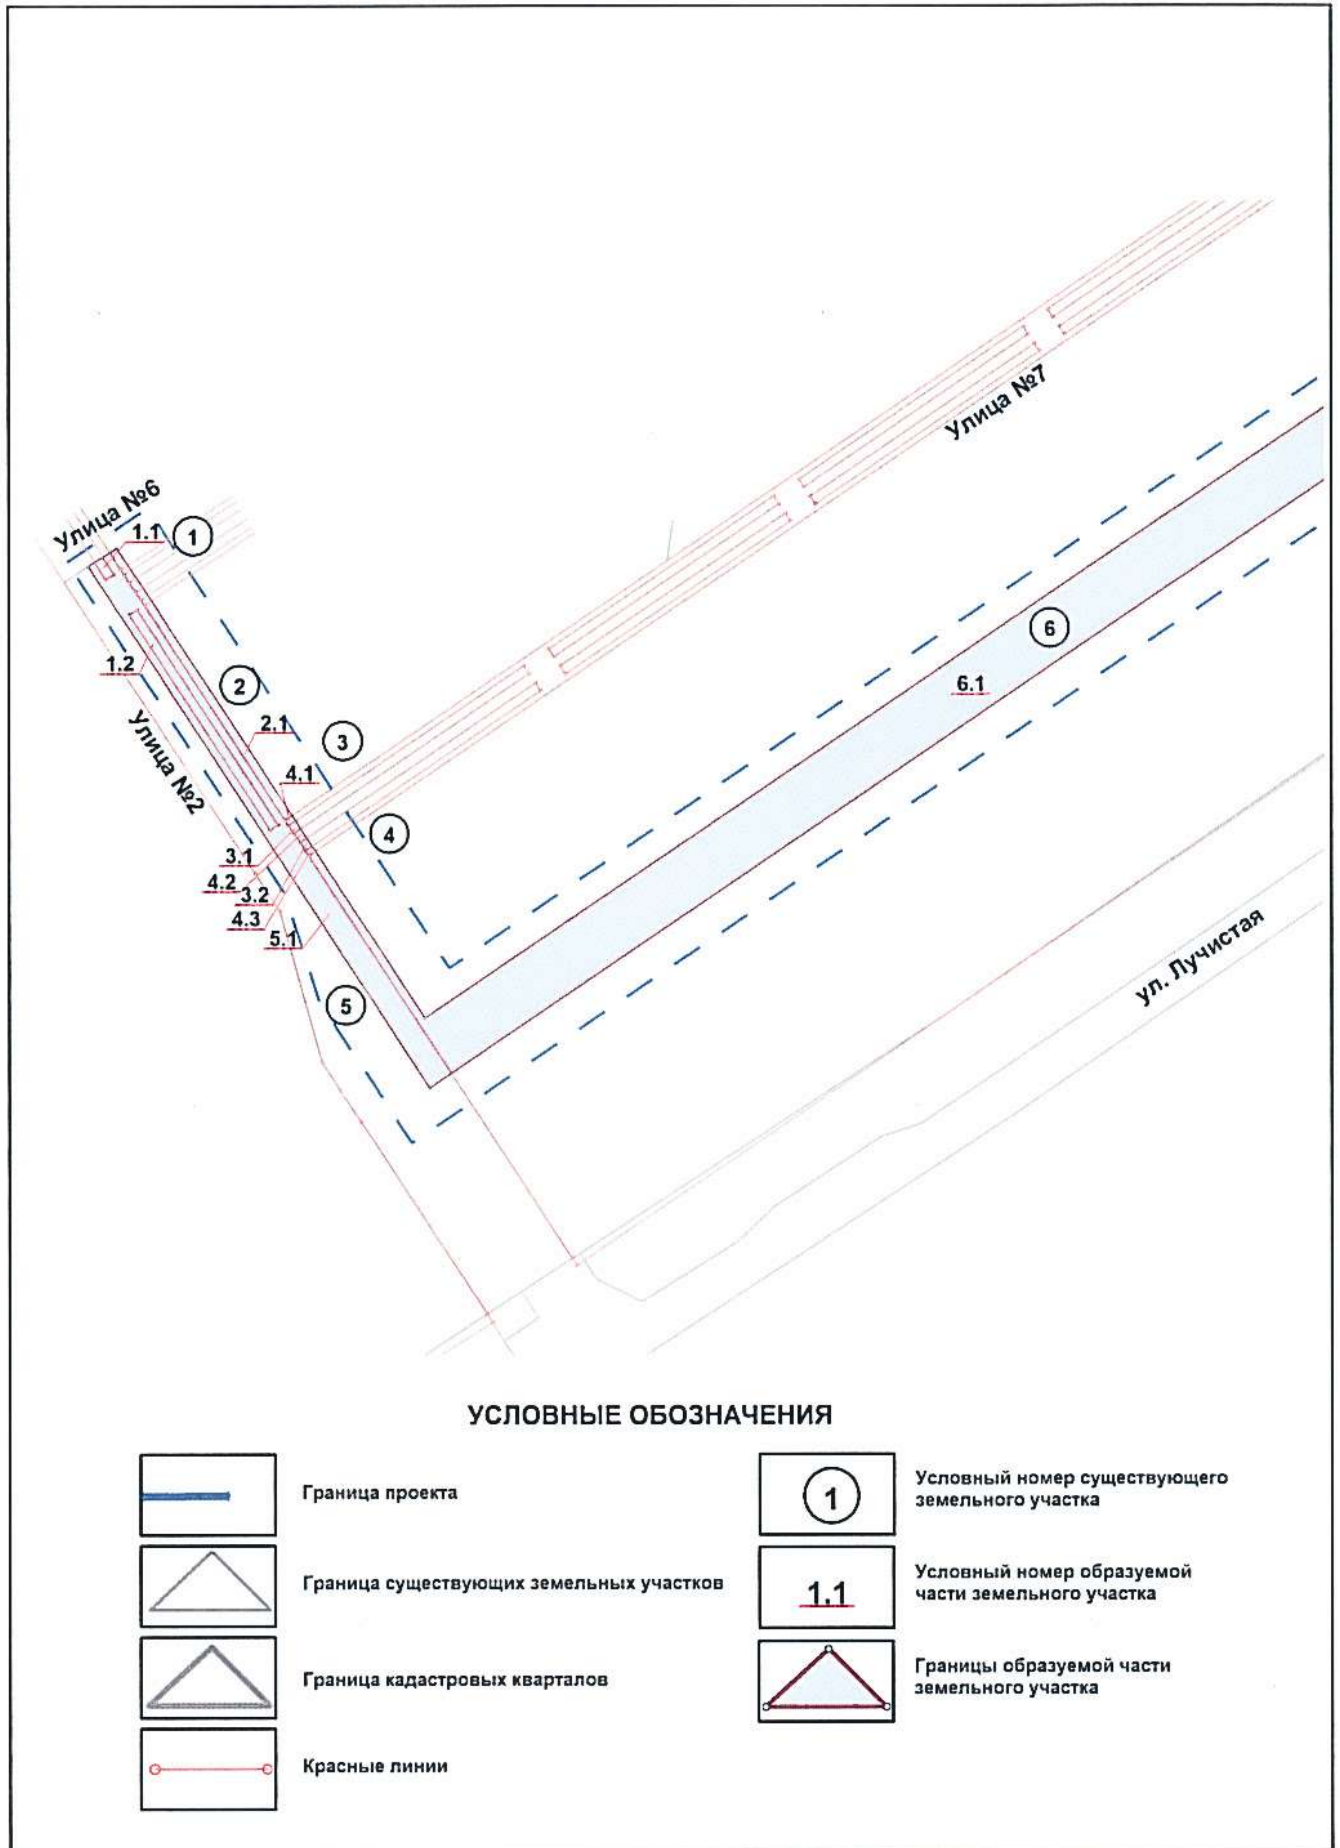 Улица №7
Улица №6
1.1
1
1.2
2
2.1
Улица №2
3
4.1
4
3.1
4.2
3.2
4.3
5.1
5
6
6.1
ул. Лучистая
УСЛОВНЫЕ ОБОЗНАЧЕНИЯ
Граница проекта
Граница существующих земельных участков
Граница кадастровых кварталов
Красные линии
1
Условный номер существующего
земельного участка
1.1
Условный номер образуемой
части земельного участка
Границы образуемой части
земельного участка